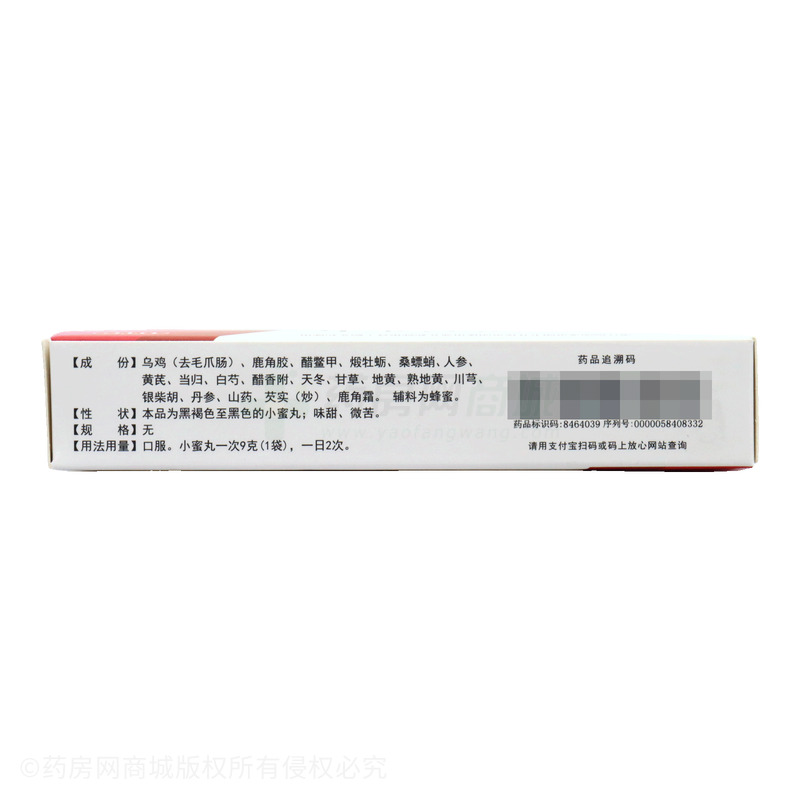 【成　份】乌鸡（去毛爪肠）、鹿角胶、醋鳖甲、煅牡蛎、桑螵蛸、人参、
黄芪、当归、白芍、醋香附、天冬、甘草、地黄、熟地黄、川芎、
银柴胡、丹参、山药、芡实（炒）、鹿角霜。 辅料为蜂蜜。
【性　状】本品为黑褐色至黑色的小蜜丸；味甜、微苦。
【规　格】无
【用法用量】口服。小蜜丸一次9克(1袋)，一日2次。
药品追溯码
药品标识码:8464039 序列号:0000058408332
请用支付宝扫码或码上放心网站查询
药房网商城
www.yaofangwang.com
©药房网商城版权所有侵权必究